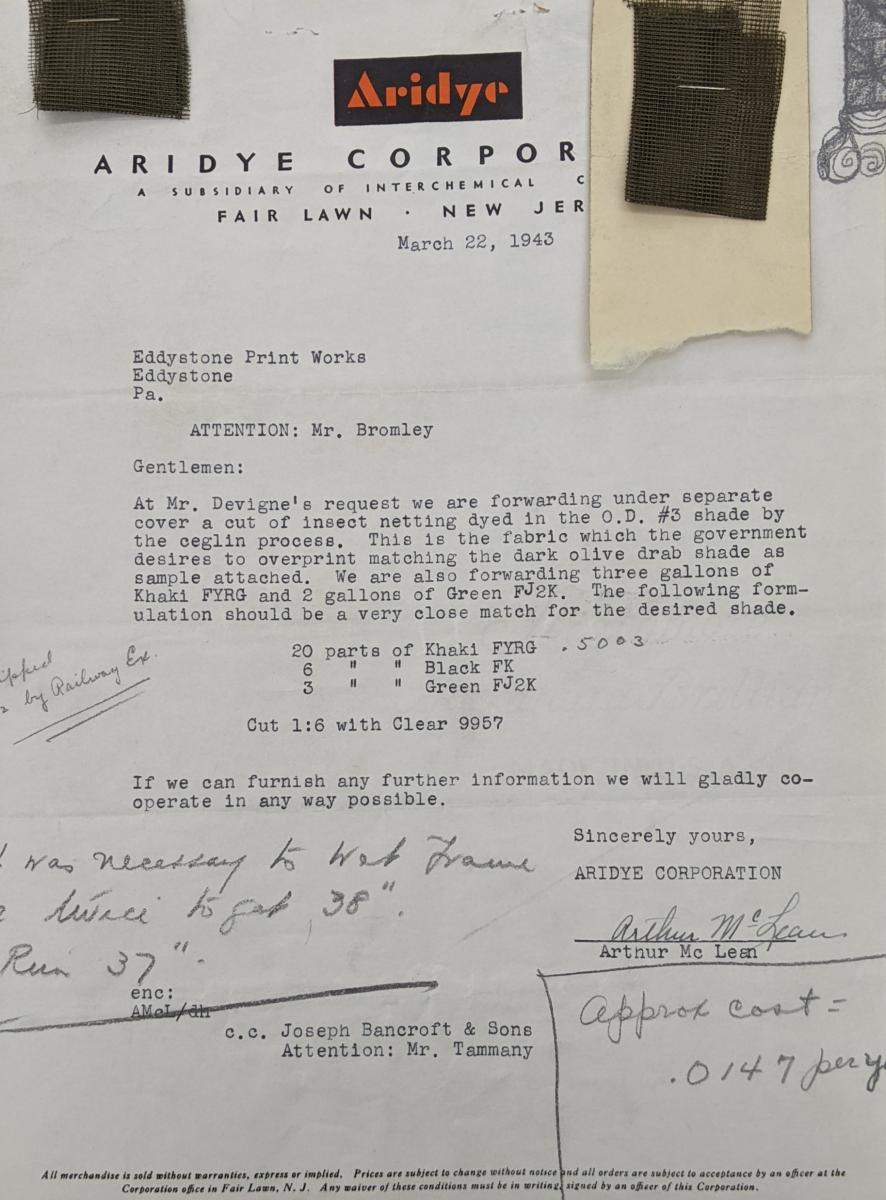 Aridye
ARIDYE CORPOR
A SUBSIDIARY OF INTERCHEMICAL C
FAIR LAWN · NEW JER
March 22, 1943
Eddystone Print Works
Eddystone
Pa.
ATTENTION: Mr. Bromley
Gentlemen:
At Mr. Devigne's request we are forwarding under separate
cover a cut of insect netting dyed in the O.D. #3 shade by
the ceglin process. This is the fabric which the government
desires to overprint matching the dark olive drab shade as
sample attached. We are also forwarding three gallons of
Khaki FYRG and 2 gallons of Green FJ2K. The following form-
ulation should be a very close match for the desired shade.
20 parts of Khaki FYRG .5003
6 " " Black FK
3 " " Green FJ2K
ipped
by Railway Ex.
Cut 1:6 with Clear 9957
If we can furnish any further information we will gladly co-
operate in any way possible.
Sincerely yours,
ARIDYE CORPORATION
Arthur McLean
Arthur Mc Lean
was necessary to Wet Frame
twice to get 38".
Run 37".
enc:
AMcL/dh
c.c. Joseph Bancroft & Sons
Attention: Mr. Tammany
Approx cost =
.0147 per y
All merchandise is sold without warranties, express or implied. Prices are subject to change without notice and all orders are subject to acceptance by an officer at the
Corporation office in Fair Lawn, N. J. Any waiver of these conditions must be in writing, signed by an officer of this Corporation.